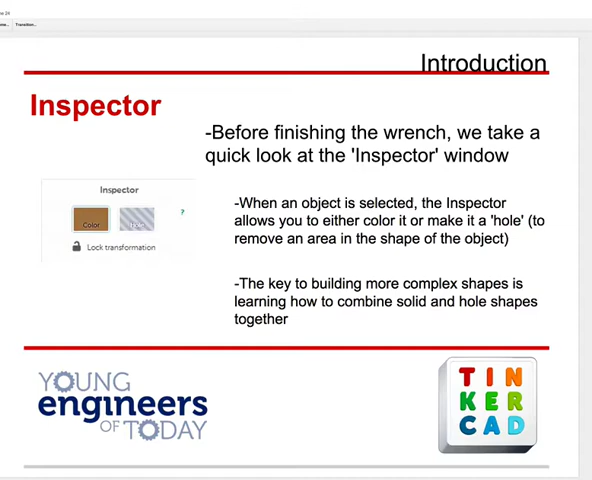 Transition...
Introduction
Inspector
-Before finishing the wrench, we take a
quick look at the 'Inspector' window
Inspector
Color
Hole
?
Lock transformation
-When an object is selected, the Inspector
allows you to either color it or make it a 'hole' (to
remove an area in the shape of the object)
-The key to building more complex shapes is
learning how to combine solid and hole shapes
together
YOUNG
engineers
OF TODAY
TIN
KER
CAD